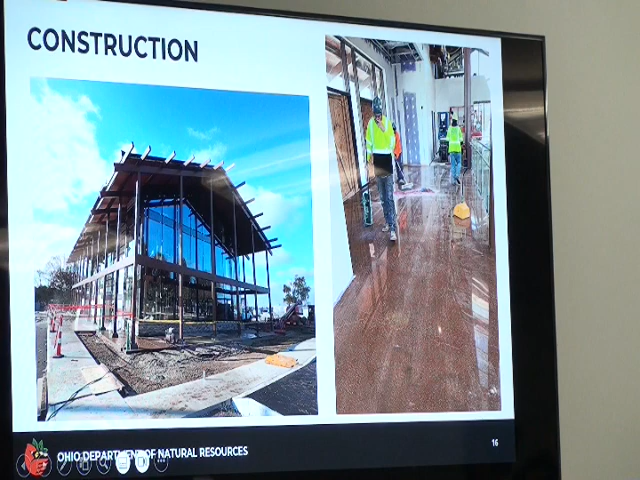 CONSTRUCTION
OHIO DEPARTMENT OF NATURAL RESOURCES
16